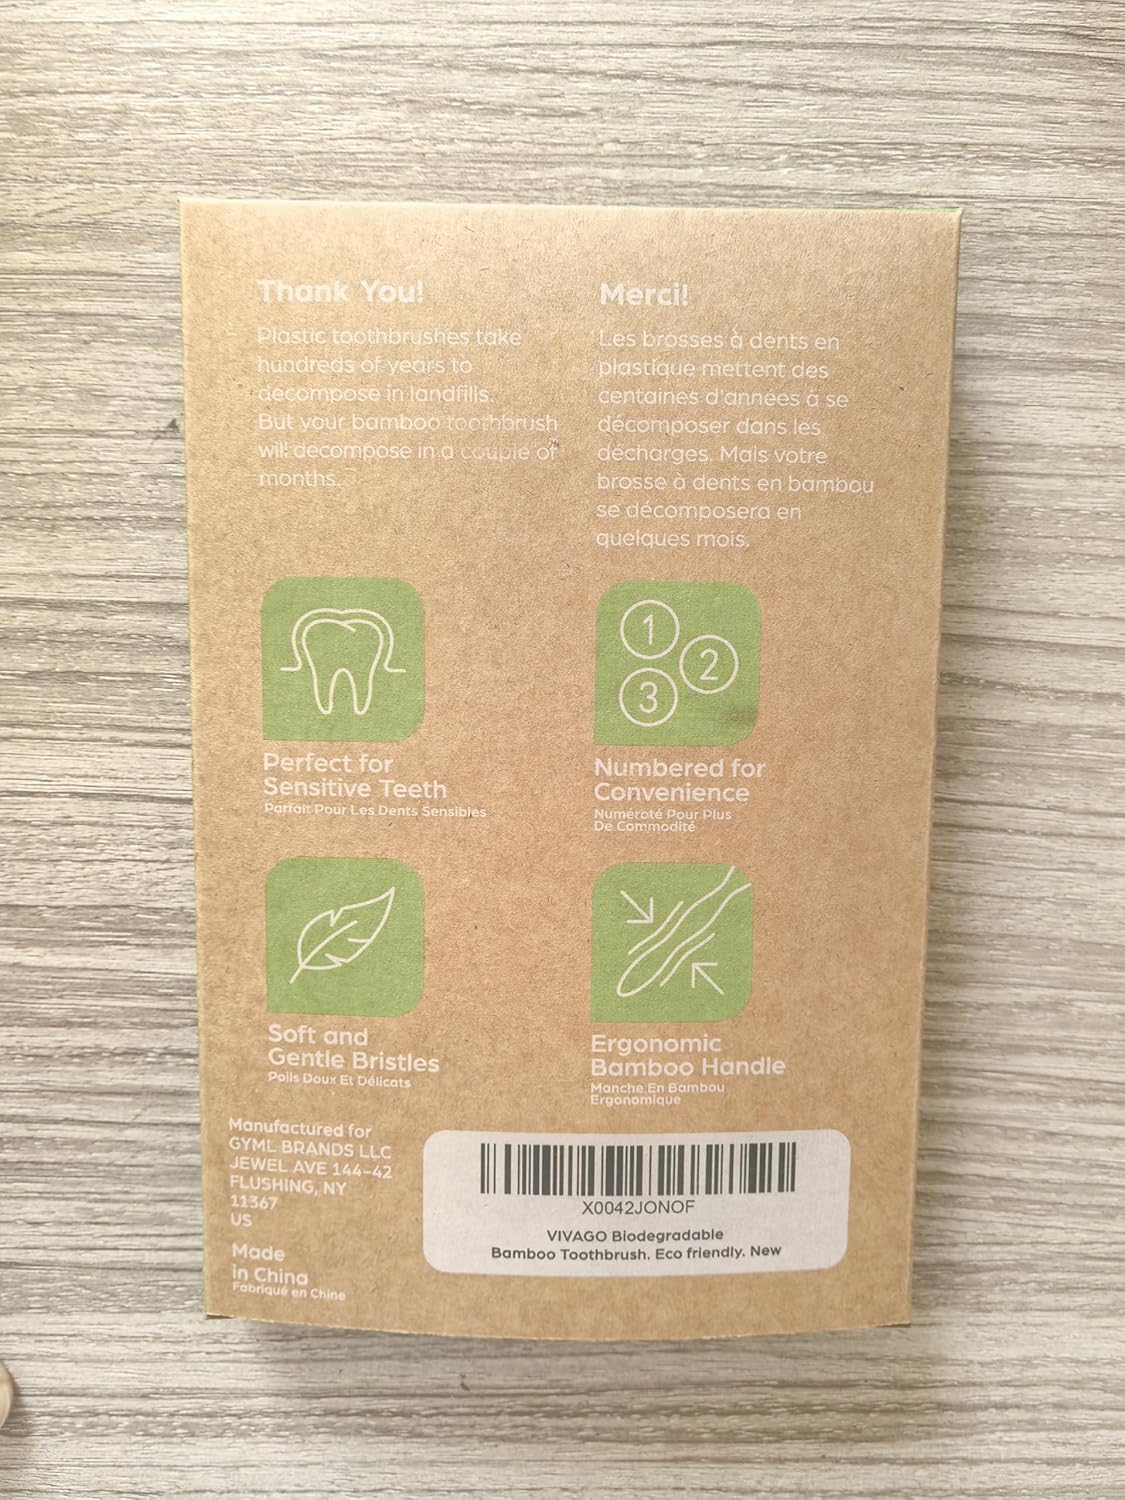 Thank You!
Plastic toothbrushes take
hundreds of years to
decompose in landfills.
But your bamboo toothbrush
will decompose in a couple of
months.
Merci!
Les brosses à dents en
plastique mettent des
centaines d'années à se
décomposer dans les
décharges. Mais votre
brosse à dents en bambou
se décomposera en
quelques mois.
1
2
3
Perfect for
Sensitive Teeth
Parfait Pour Les Dents Sensibles
Numbered for
Convenience
Numéroté Pour Plus
De Commodité
Soft and
Gentle Bristles
Poils Doux Et Délicats
Ergonomic
Bamboo Handle
Manche En Bambou
Ergonomique
Manufactured for
GYML BRANDS LLC
JEWEL AVE 144-42
FLUSHING, NY
11367
US
Made
in China
Fabriqué en Chine
X0042JONOF
VIVAGO Biodegradable
Bamboo Toothbrush. Eco friendly. New